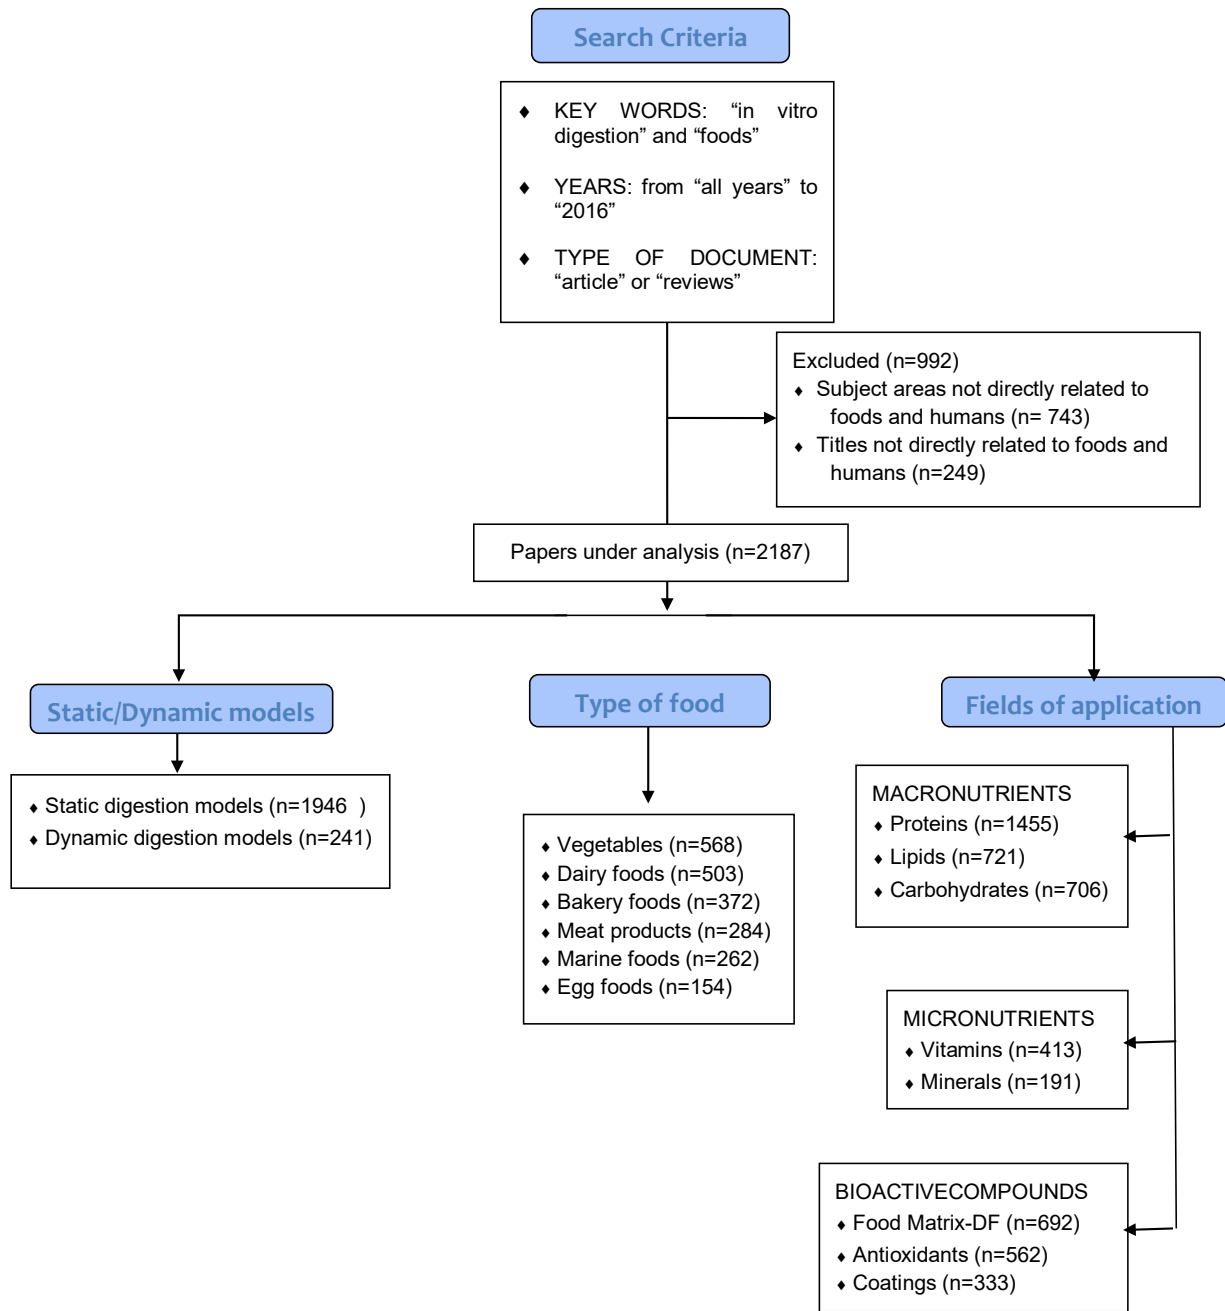 Search Criteria
♦ KEY WORDS: “in vitro
digestion” and “foods”
♦ YEARS: from “all years” to
“2016”
♦ TYPE OF DOCUMENT:
“article” or “reviews”
Excluded (n=992)
♦ Subject areas not directly related to
foods and humans (n= 743)
♦ Titles not directly related to foods and
humans (n=249)
Papers under analysis (n=2187)
Static/Dynamic models
♦ Static digestion models (n=1946 )
♦ Dynamic digestion models (n=241)
Type of food
♦ Vegetables (n=568)
♦ Dairy foods (n=503)
♦ Bakery foods (n=372)
♦ Meat products (n=284)
♦ Marine foods (n=262)
♦ Egg foods (n=154)
Fields of application
MACRONUTRIENTS
♦ Proteins (n=1455)
♦ Lipids (n=721)
♦ Carbohydrates (n=706)
MICRONUTRIENTS
♦ Vitamins (n=413)
♦ Minerals (n=191)
BIOACTIVECOMPOUNDS
♦ Food Matrix-DF (n=692)
♦ Antioxidants (n=562)
♦ Coatings (n=333)